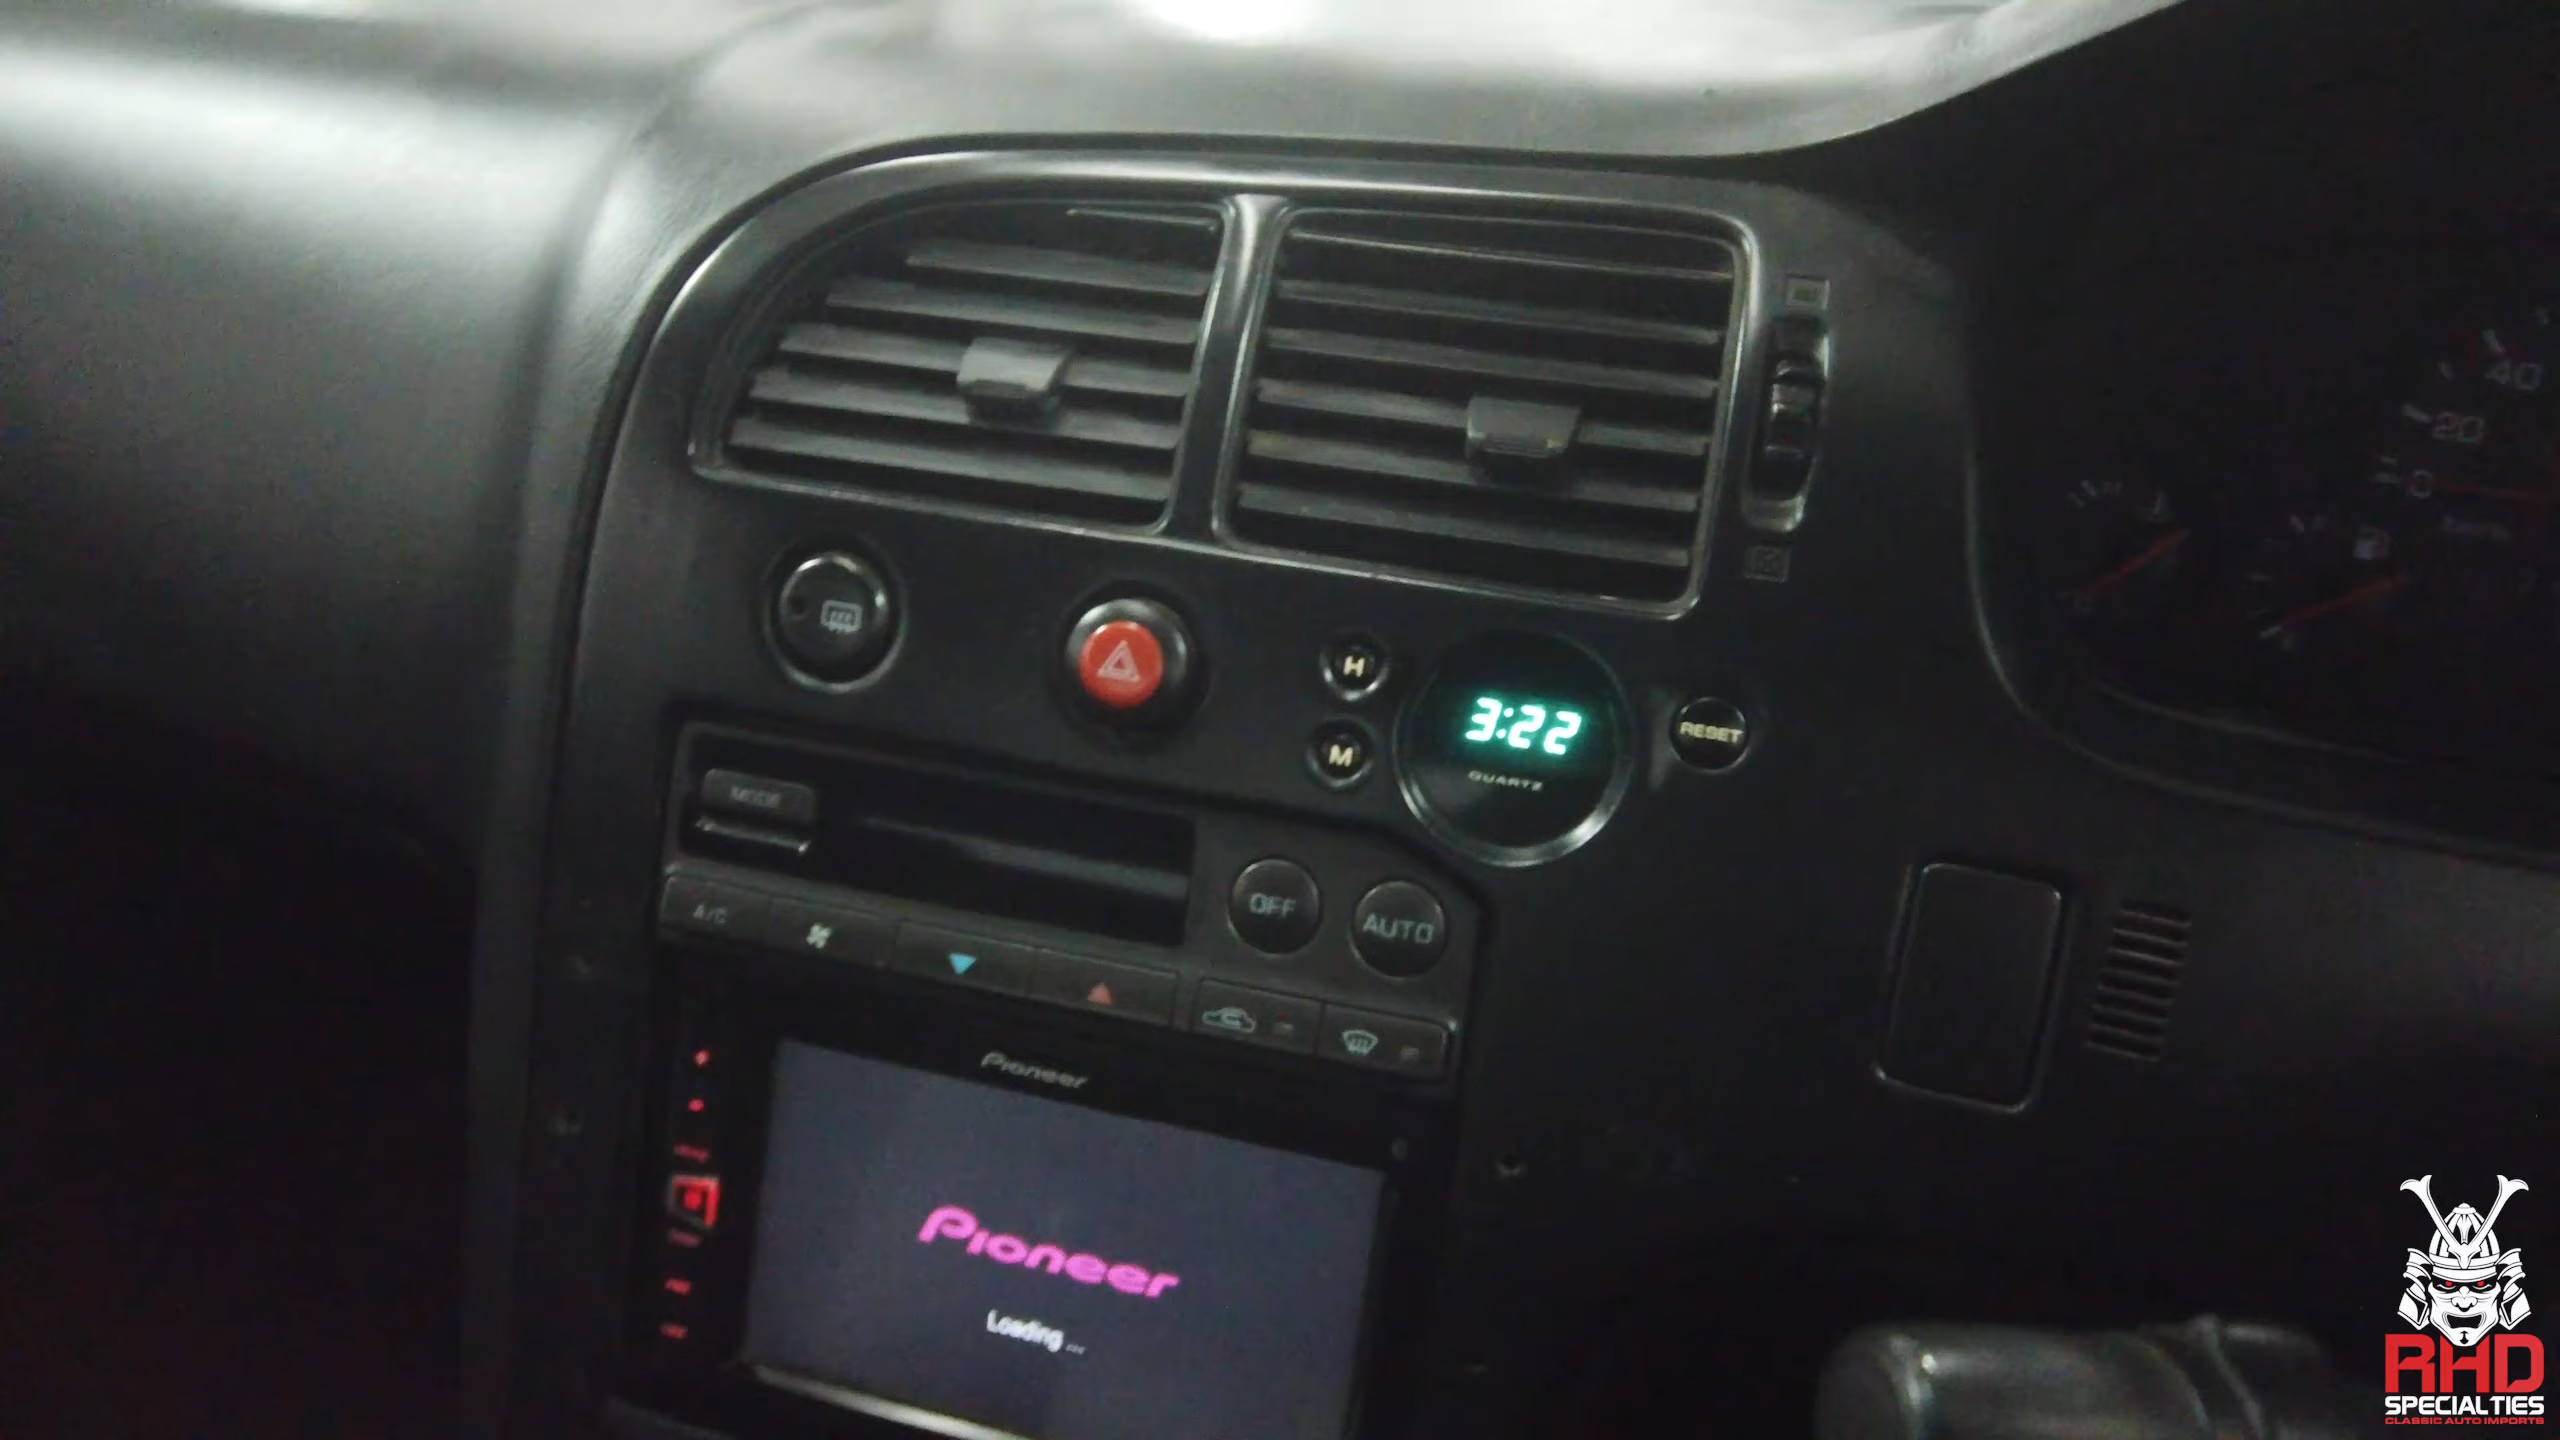 40
20
0
H
3:22
M
QUARTZ
RESET
MODE
OFF
AUTO
A/C
Pioneer
Pioneer
Loading ...
RHD
SPECIALTIES
CLASSIC AUTO IMPORTS